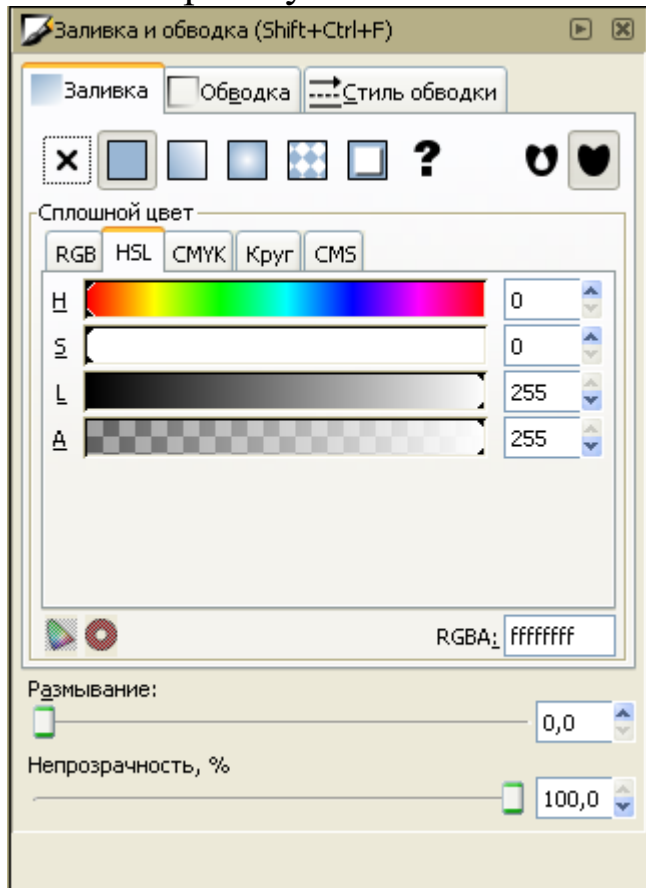 Заливка и обводка (Shift+Ctrl+F)
Заливка Обводка Стиль обводки
?
Сплошной цвет
RGB HSL CMYK Круг CMS
H 0
S 0
L 255
A 255
RGBA: ffffffff
Размывание:
0,0
Непрозрачность, %
100,0